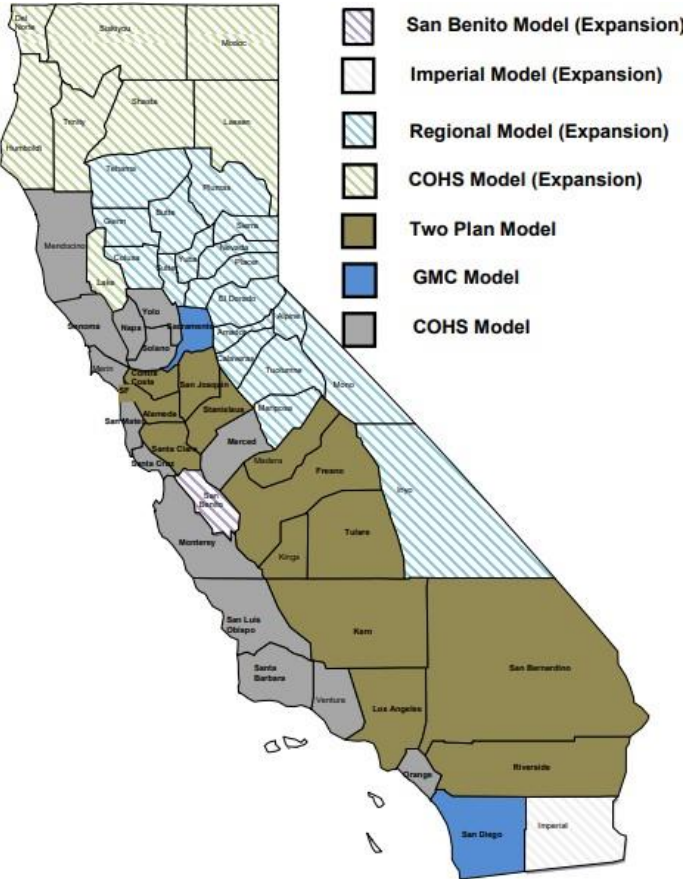 San Benito Model (Expansion)
Imperial Model (Expansion)
Regional Model (Expansion)
COHS Model (Expansion)
Two Plan Model
GMC Model
COHS Model
Del
Norte
Siskiyou
Modoc
Humboldt
Trinity
Shasta
Lassen
Tehama
Plumas
Mendocino
Glenn
Butte
Sierra
Lake
Colusa
Sutter
Yuba
Nevada
Placer
El Dorado
Sonoma
Napa
Yolo
Sacramento
Alpine
Amador
Solano
Marin
Calaveras
Contra
Costa
San Joaquin
Tuolumne
Mono
SF
Alameda
Stanislaus
Mariposa
San Mateo
Santa Clara
Merced
Santa Cruz
Madera
Fresno
San
Benito
Inyo
Monterey
Kings
Tulare
San Luis
Obispo
Kern
San Bernardino
Santa
Barbara
Ventura
Los Angeles
Orange
Riverside
San Diego
Imperial